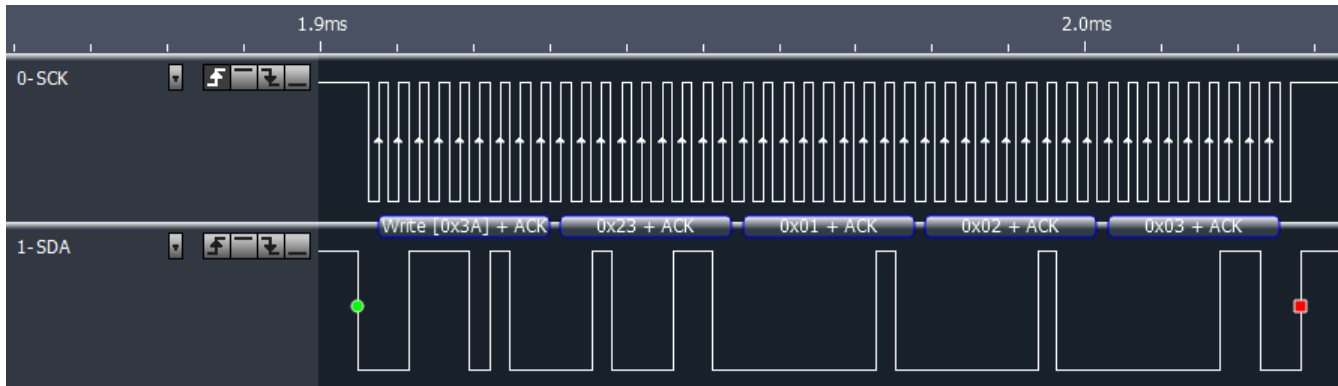 1.9ms 2.0ms
0-SCK
Write [0x3A] + ACK 0x23 + ACK 0x01 + ACK 0x02 + ACK 0x03 + ACK
1-SDA